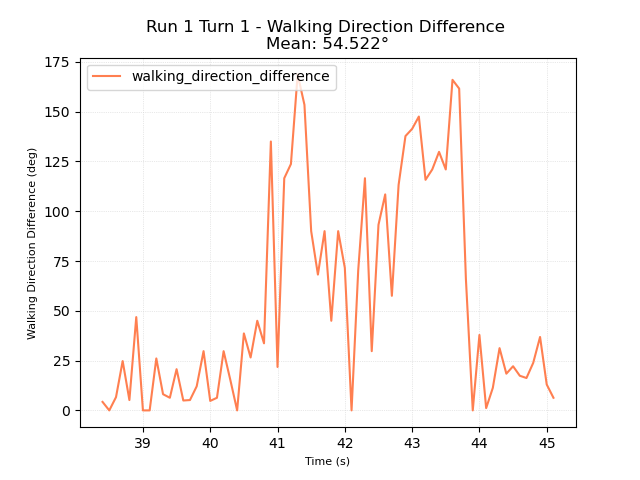 Run 1 Turn 1 - Walking Direction Difference
Mean: 54.522°
walking_direction_difference
Walking Direction Difference (deg)
175
150
125
100
75
50
25
0
39 40 41 42 43 44 45
Time (s)